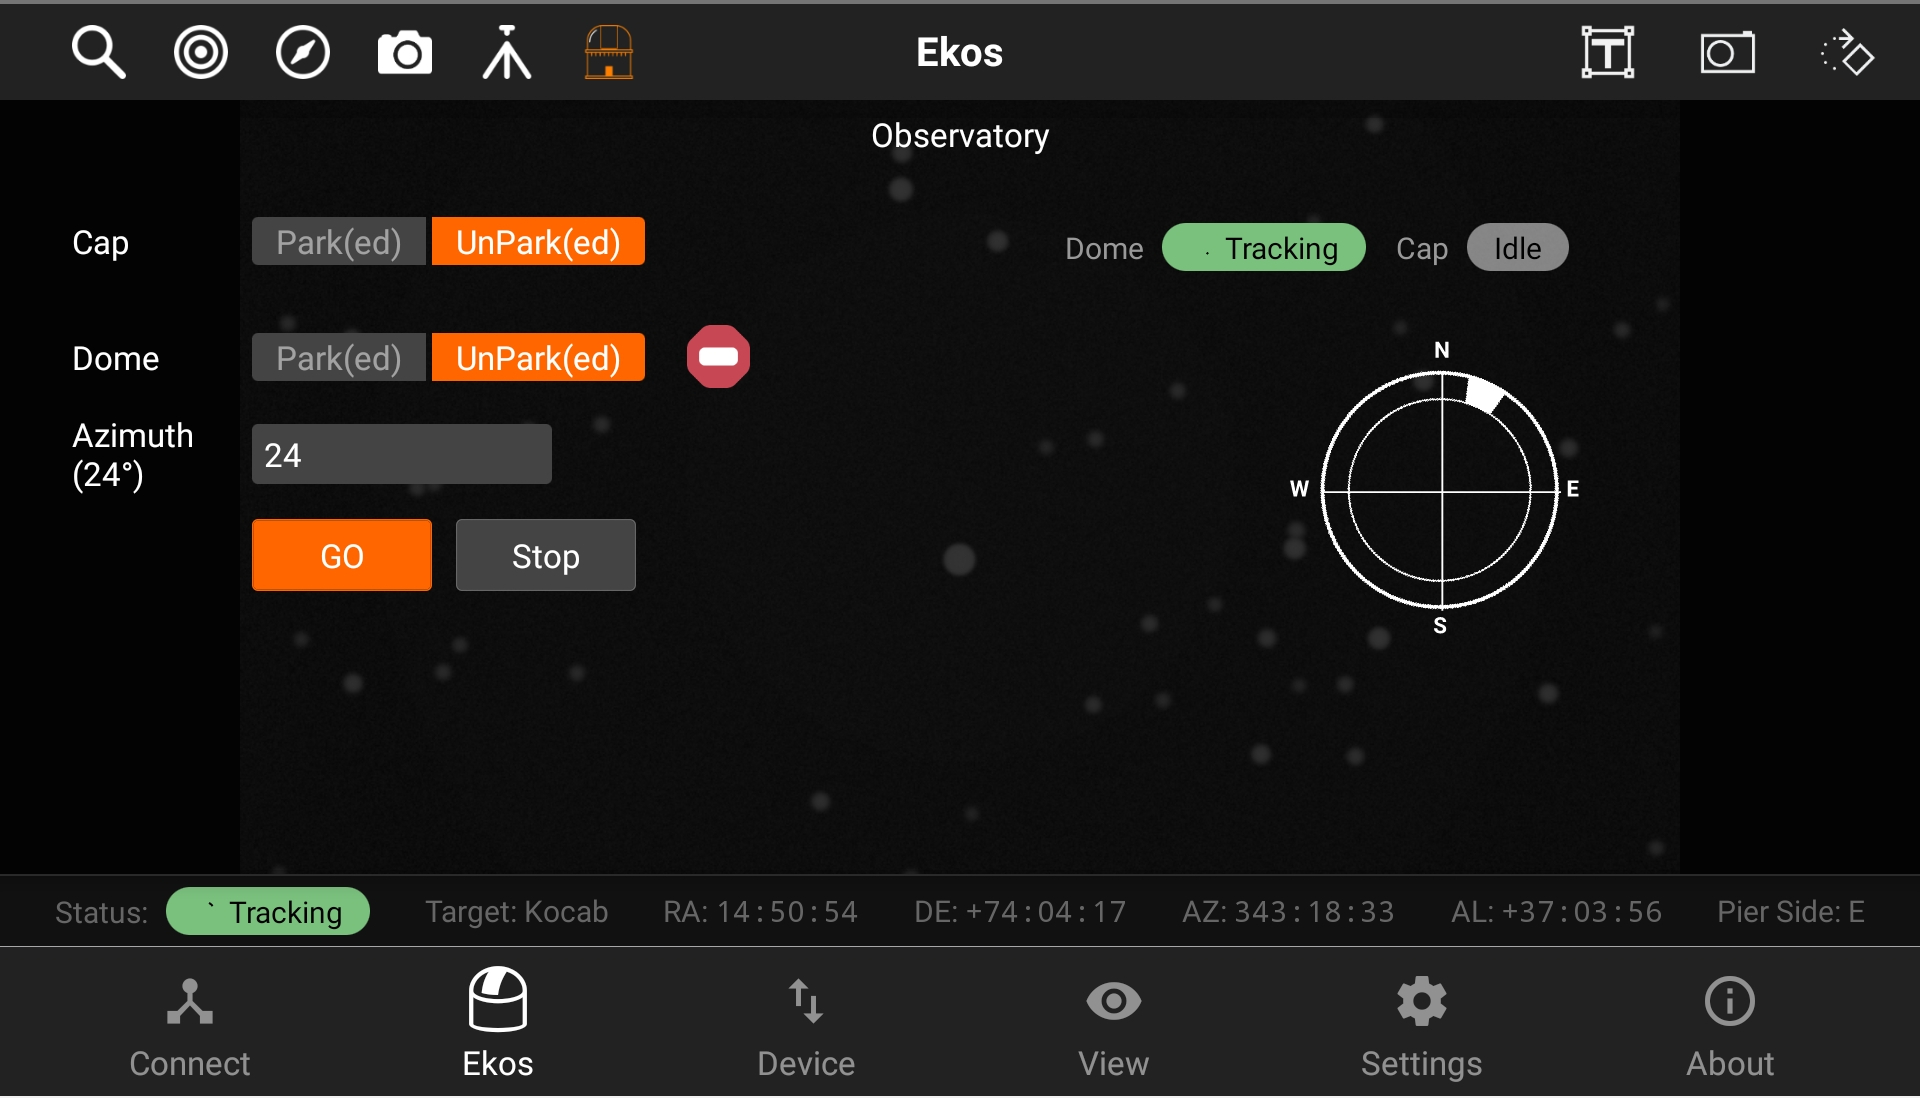 Ekos
Observatory
Cap Park(ed) UnPark(ed)
Dome Tracking Cap Idle
Dome Park(ed) UnPark(ed)
Azimuth
(24°)
24
GO Stop
N
W E
S
Status: Tracking Target: Kocab RA: 14:50:54 DE: +74:04:17 AZ: 343:18:33 AL: +37:03:56 Pier Side: E
Connect Ekos Device View Settings About